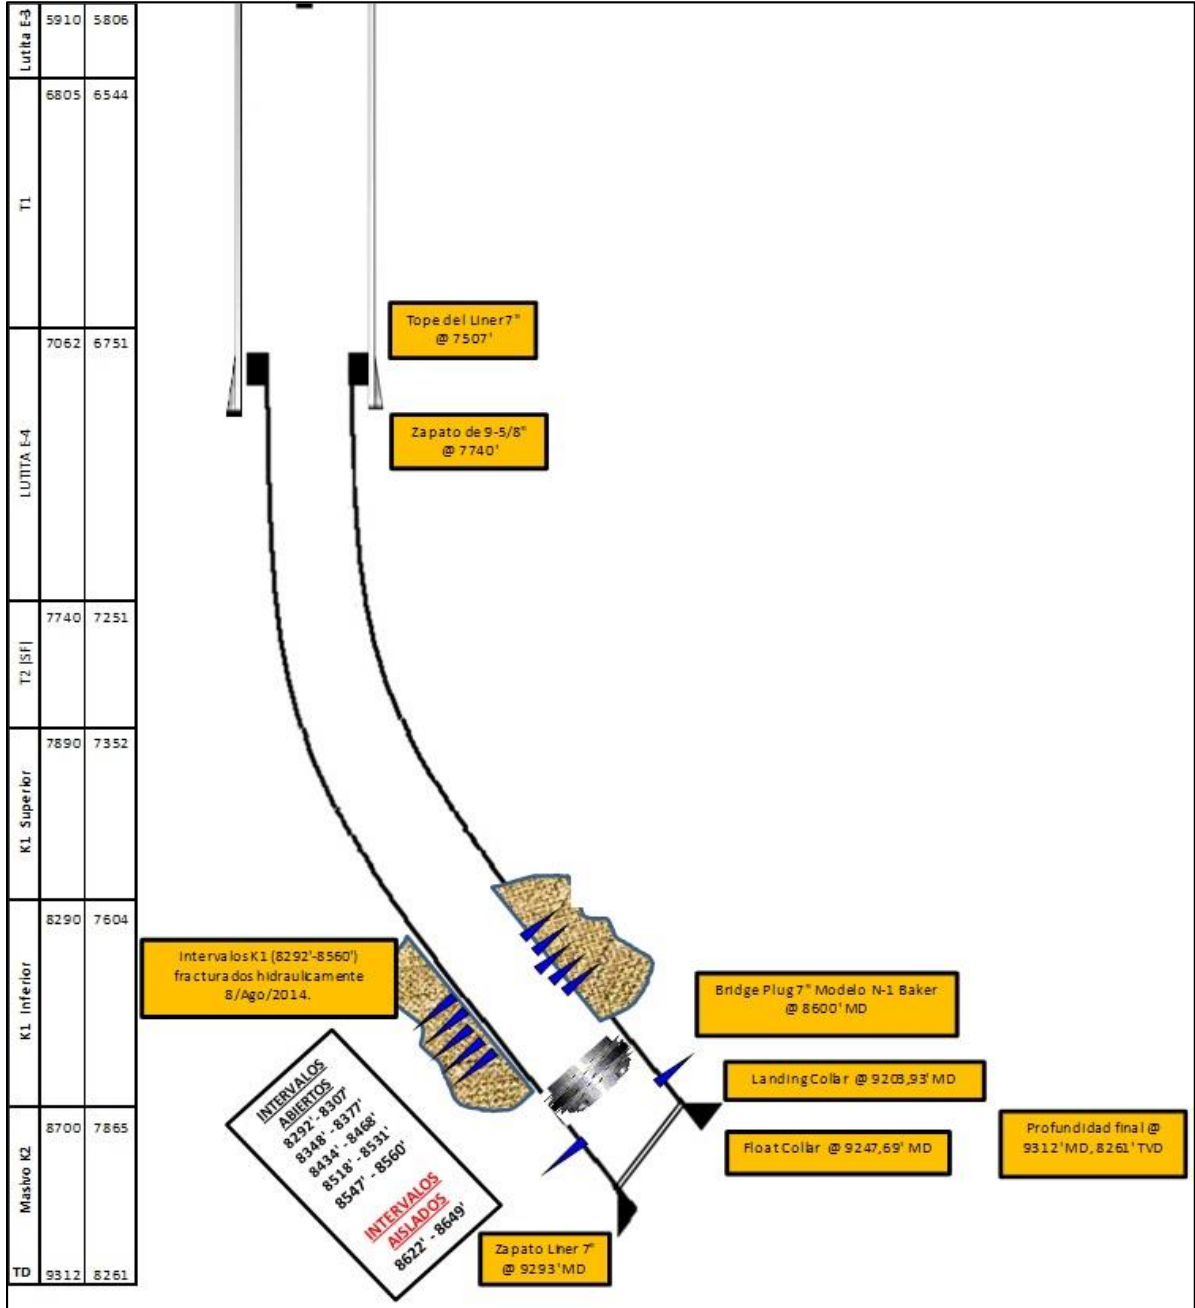 Lutita E-3 5910 5806
6805 6544
T1
7062 6751
LUTITA E-4
7740 7251
T2 |SF|
7890 7352
K1 Superior
8290 7604
K1 Inferior
8700 7865
Masivo K2
TD 9312 8261
Tope del Liner 7"
@ 7507'
Zapato de 9-5/8"
@ 7740'
Intervalos K1 (8292'-8560')
fracturados hidraulicamente
8/Ago/2014.
Bridge Plug 7" Modelo N-1 Baker
@ 8600' MD
Landing Collar @ 9203,93' MD
Float Collar @ 9247,69' MD
Profundidad final @
9312' MD, 8261' TVD
INTERVALOS
ABIERTOS
8292' - 8307'
8348' - 8377'
8434' - 8468'
8518' - 8531'
8547' - 8560'
INTERVALOS
AISLADOS
8622' - 8649'
Zapato Liner 7"
@ 9293' MD